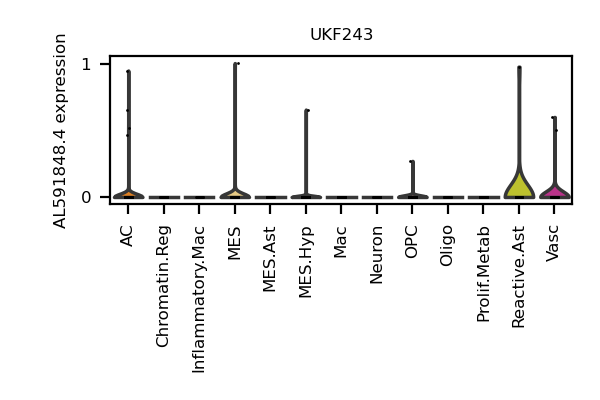 UKF243
AL591848.4 expression
1
0
AC
Chromatin.Reg
Inflammatory.Mac
MES
MES.Ast
MES.Hyp
Mac
Neuron
OPC
Oligo
Prolif.Metab
Reactive.Ast
Vasc